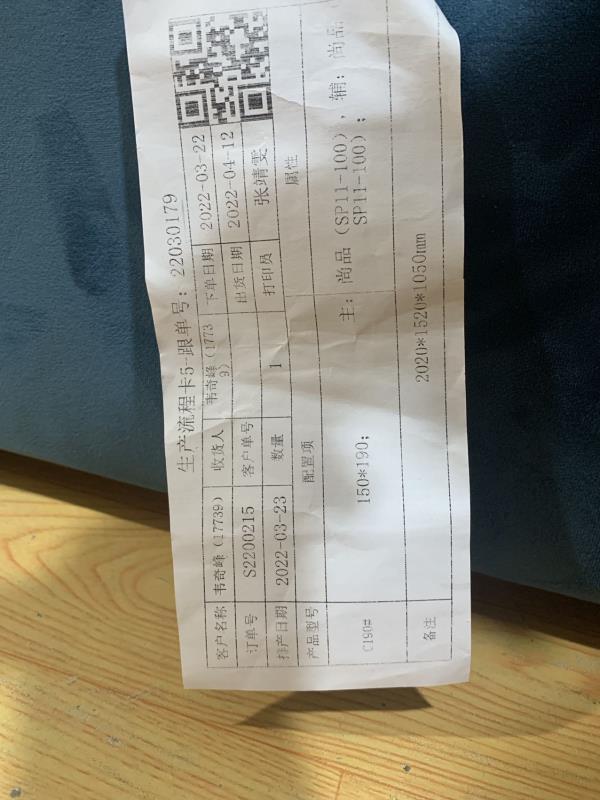 生产流程卡5-跟单号: 22030179
客户名称 韦奇峰 (17739) 收货人 韦奇峰 (17739) 下单日期 2022-03-22
订单号 S2200215 客户单号 出货日期 2022-04-12
排产日期 2022-03-23 数量 1 打印员 张靖雯
产品型号 配置项 属性
C190# 150*190; 主: 尚品 (SP11-100), 辅: 尚品 (
SP11-100);
备注 2020*1520*1050mm